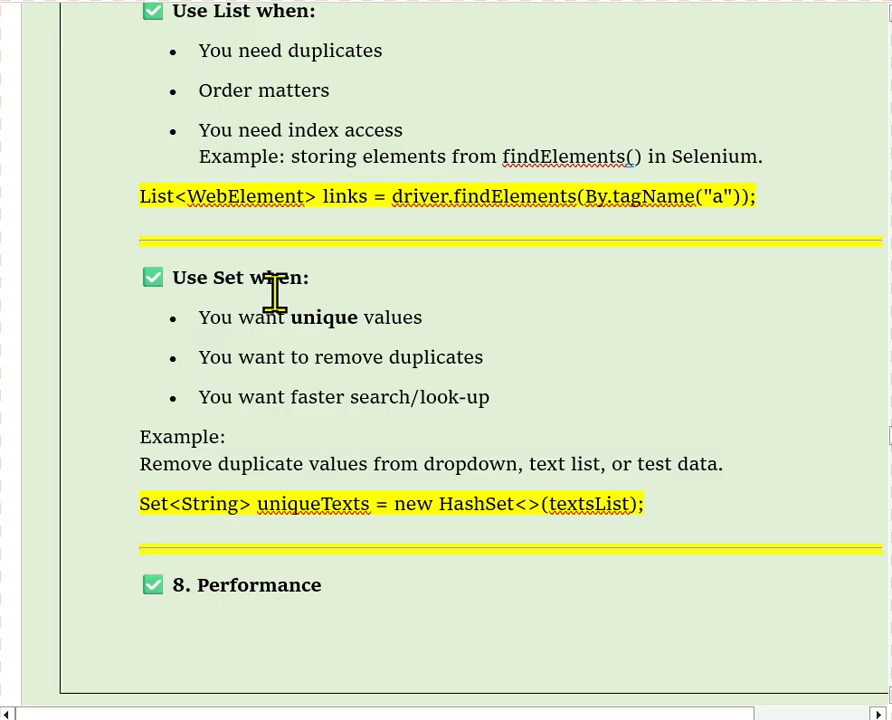 ✅ Use List when:
• You need duplicates
• Order matters
• You need index access
Example: storing elements from findElements() in Selenium.
List<WebElement> links = driver.findElements(By.tagName("a"));
✅ Use Set when:
• You want unique values
• You want to remove duplicates
• You want faster search/look-up
Example:
Remove duplicate values from dropdown, text list, or test data.
Set<String> uniqueTexts = new HashSet<>(textsList);
✅ 8. Performance